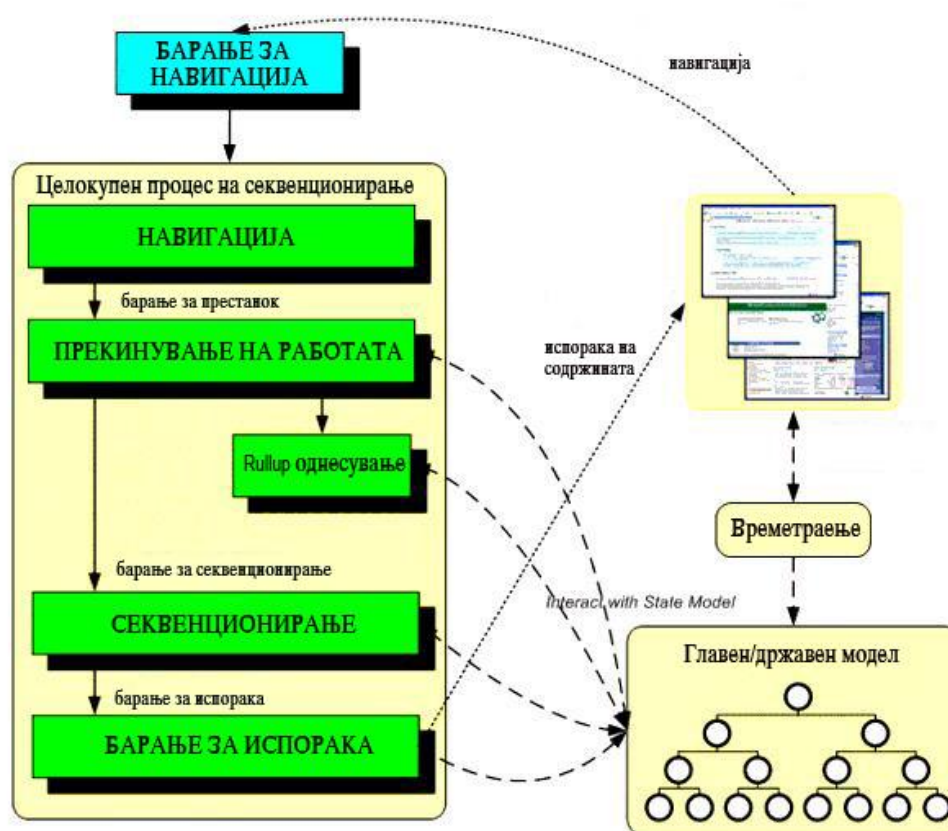 БАРАЊЕ ЗА
НАВИГАЦИЈА
навигација
Целокупен процес на секвенционирање
НАВИГАЦИЈА
барање за престанок
ПРЕКИНУВАЊЕ НА РАБОТАТА
испорака на
содржината
Rullup однесување
Времетраење
барање за секвенционирање
Interact with State Model
СЕКВЕНЦИОНИРАЊЕ
Главен/државен модел
барање за испорака
БАРАЊЕ ЗА ИСПОРАКА